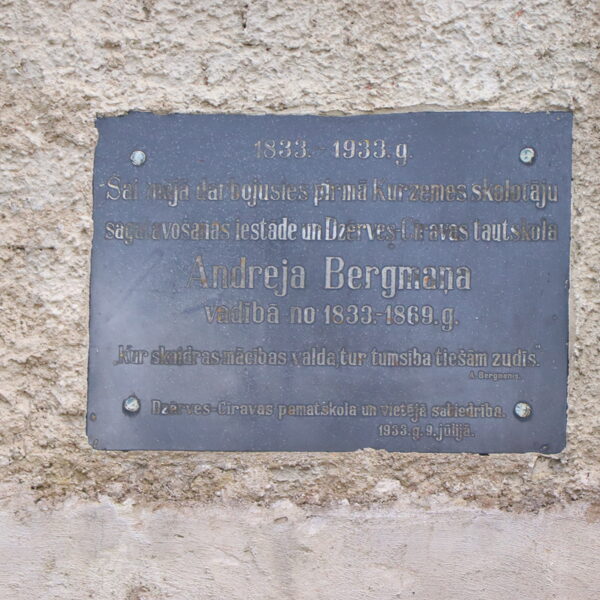 1833. - 1933. g.
Šai mājā darbojusies pirmā Kurzemes skolotāju
sagatavošanas iestāde un Dzērves-Ciravas tautskola
Andreja Bergmaņa
vadībā no 1833.-1869. g.
„Kur skaidras mācības valda, tur tumsība tiešām zudīs."
A. Bergmanis.
Dzērves-Ciravas pamatskola un vietējā sabiedrība.
1933. g. 9. jūlijā.